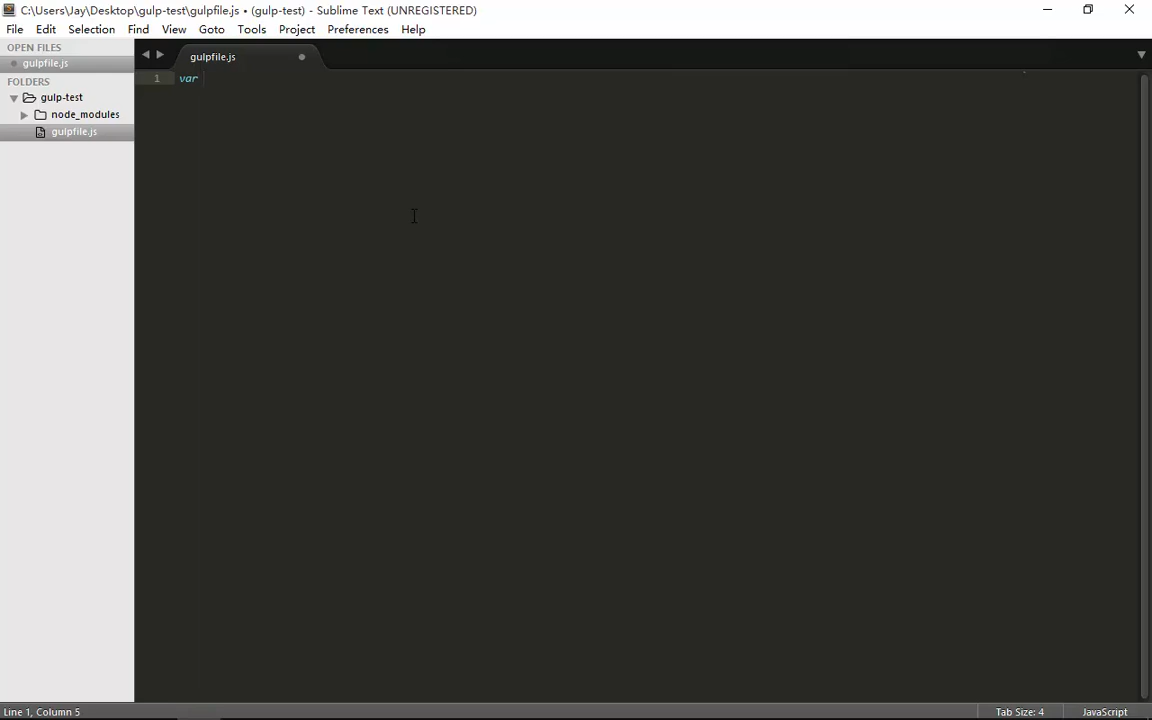 C:\Users\Jay\Desktop\gulp-test\gulpfile.js • (gulp-test) - Sublime Text (UNREGISTERED)
File Edit Selection Find View Goto Tools Project Preferences Help
OPEN FILES
gulpfile.js
FOLDERS
gulp-test
node_modules
gulpfile.js
gulpfile.js
1 var
Line 1, Column 5
Tab Size: 4
JavaScript